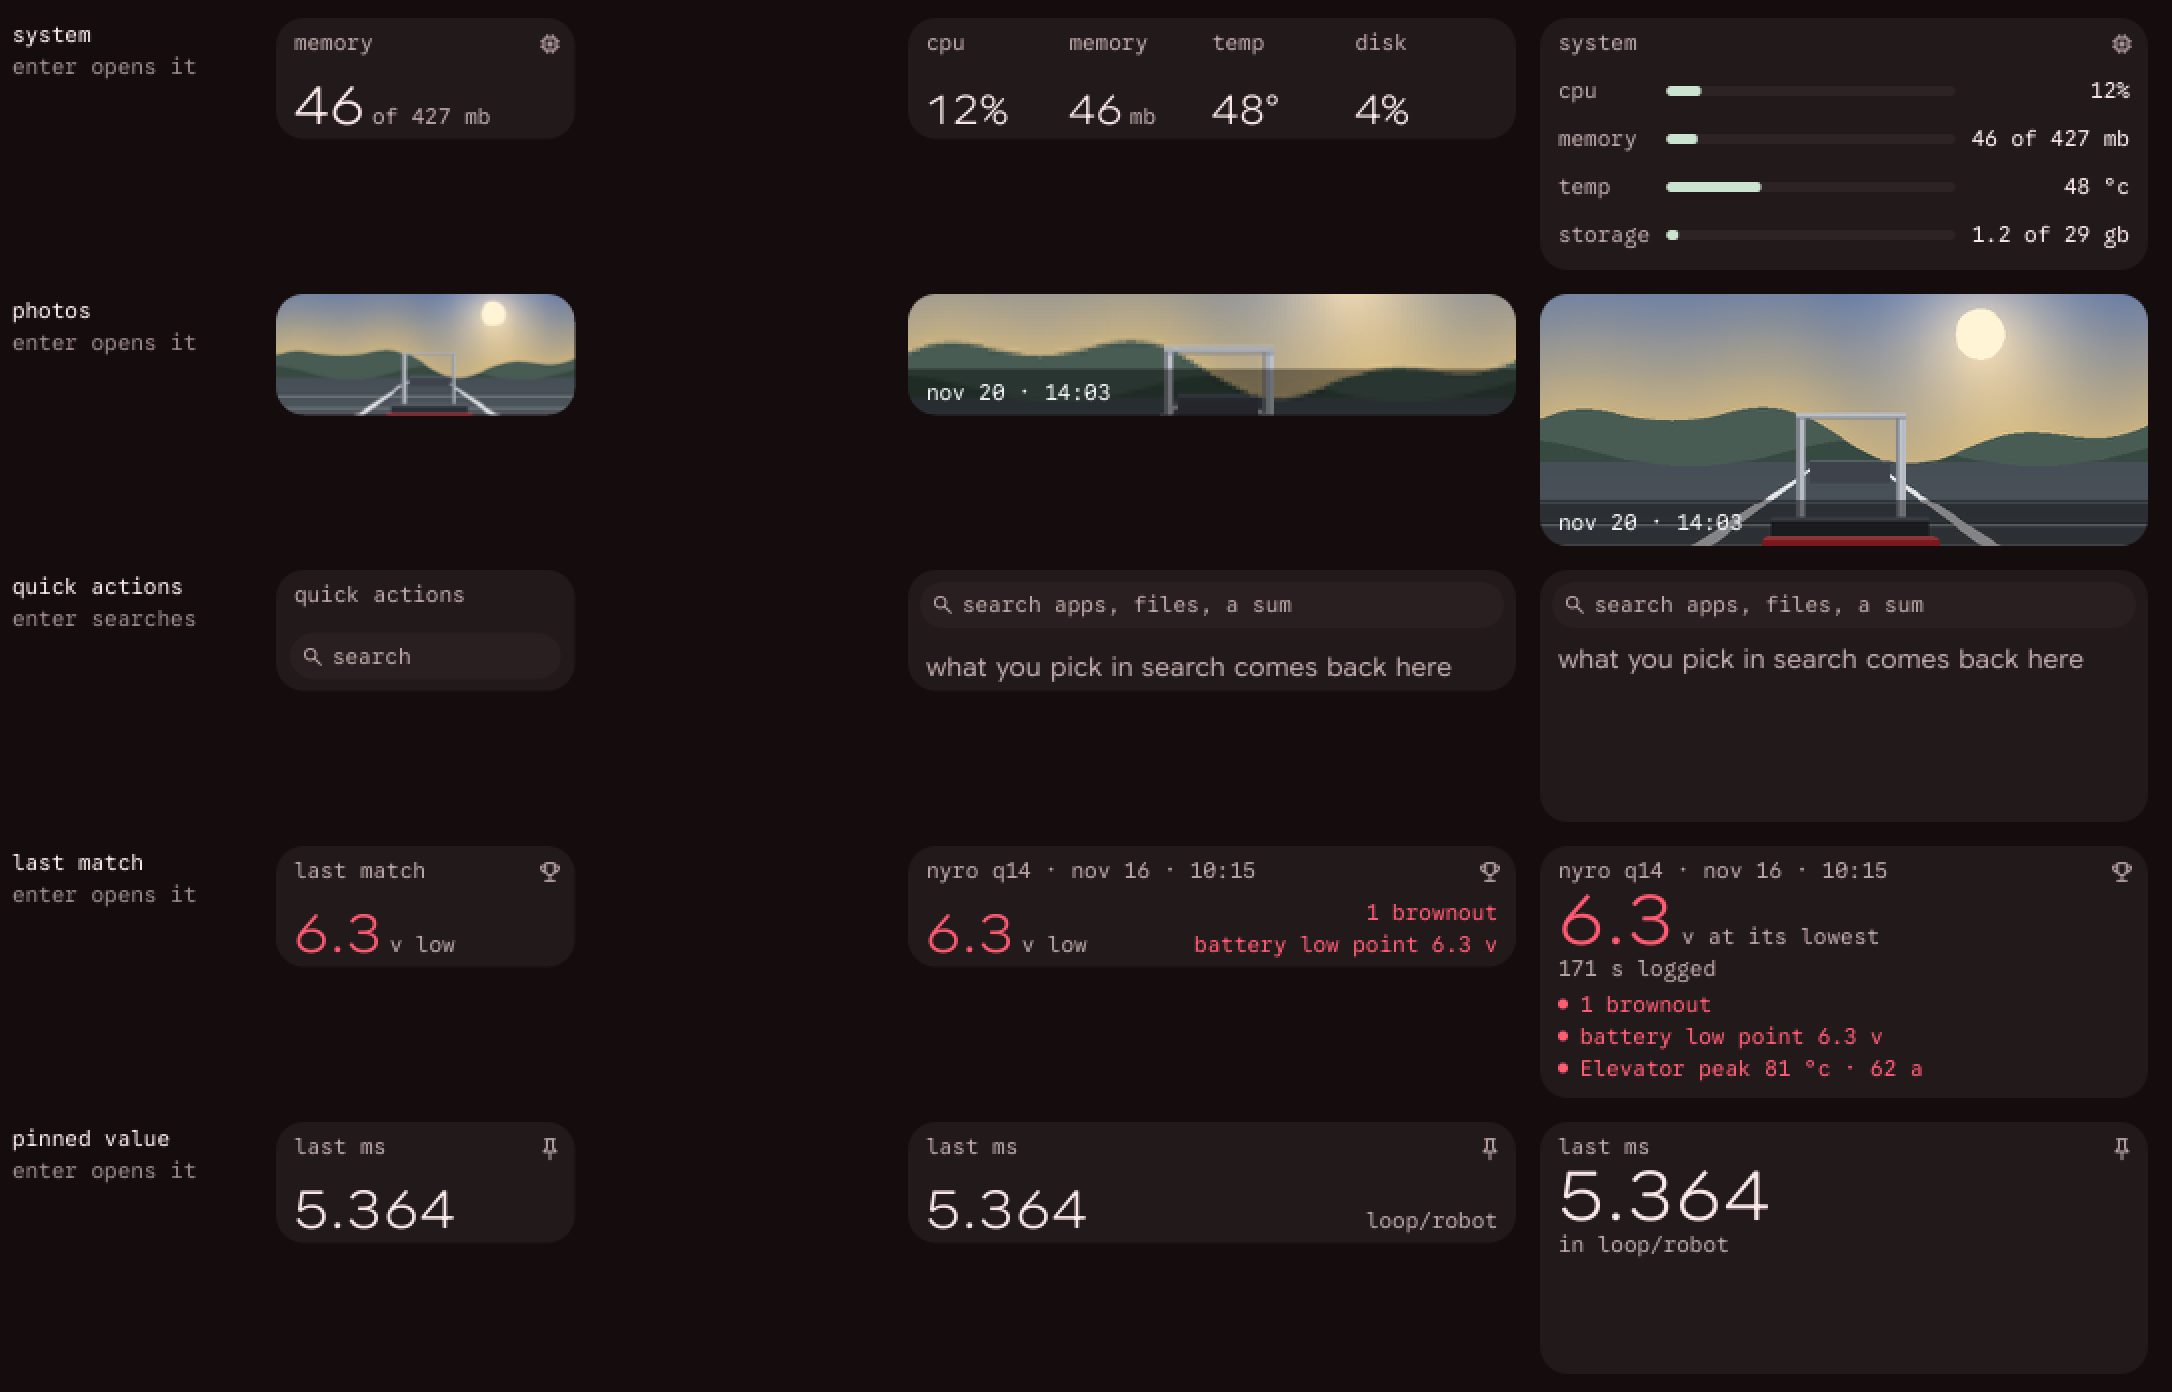 system
enter opens it
memory
46 of 427 mb
cpu memory temp disk
12% 46 mb 48° 4%
system
cpu 12%
memory 46 of 427 mb
temp 48 °c
storage 1.2 of 29 gb
photos
enter opens it
nov 20 · 14:03
nov 20 · 14:03
quick actions
enter searches
quick actions
search
search apps, files, a sum
what you pick in search comes back here
search apps, files, a sum
what you pick in search comes back here
last match
enter opens it
last match
6.3 v low
nyro q14 · nov 16 · 10:15
1 brownout
6.3 v low battery low point 6.3 v
nyro q14 · nov 16 · 10:15
6.3 v at its lowest
171 s logged
1 brownout
battery low point 6.3 v
Elevator peak 81 °c · 62 a
pinned value
enter opens it
last ms
5.364
last ms
5.364 loop/robot
last ms
5.364
in loop/robot